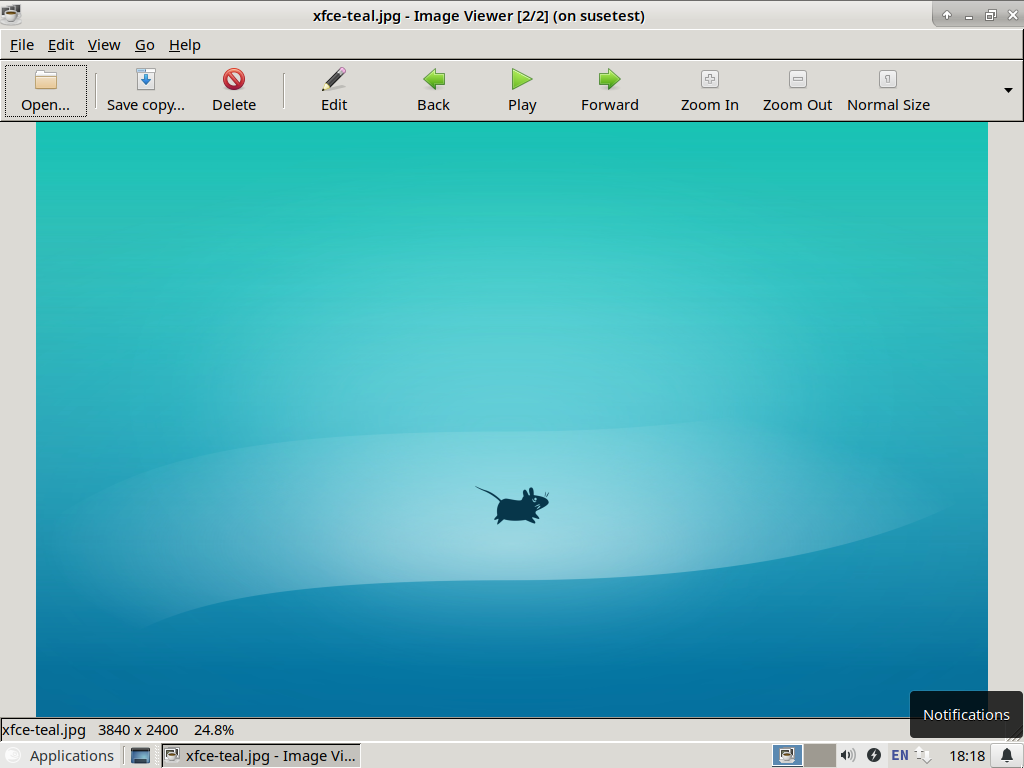 xfce-teal.jpg - Image Viewer [2/2] (on susetest)
File Edit View Go Help
Open... Save copy... Delete Edit Back Play Forward Zoom In Zoom Out Normal Size
Notifications
xfce-teal.jpg 3840 x 2400 24.8%
Applications xfce-teal.jpg - Image Vi... EN 18:18